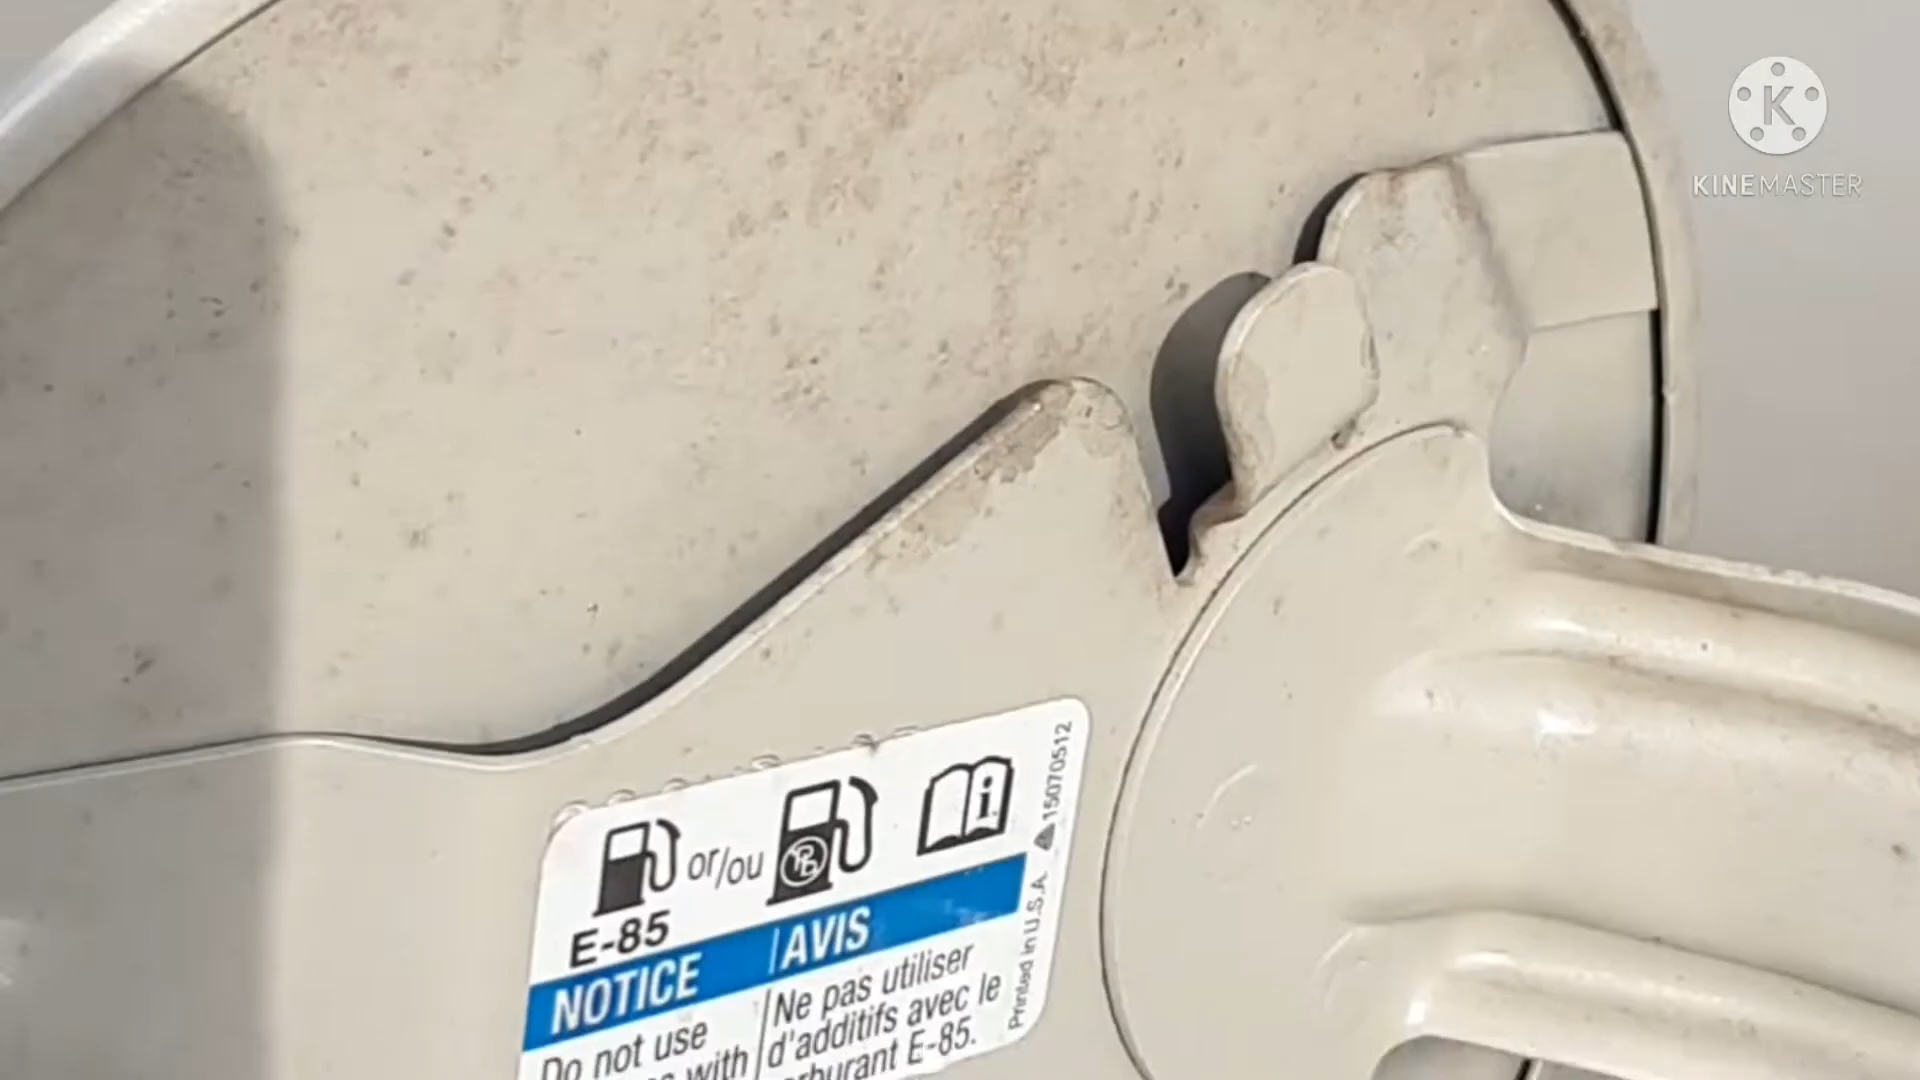 K
KINEMASTER
or/ou
E-85
NOTICE
AVIS
Do not use
with
Ne pas utiliser
d'additifs avec le
E-85.
Printed in U.S.A.
15070512